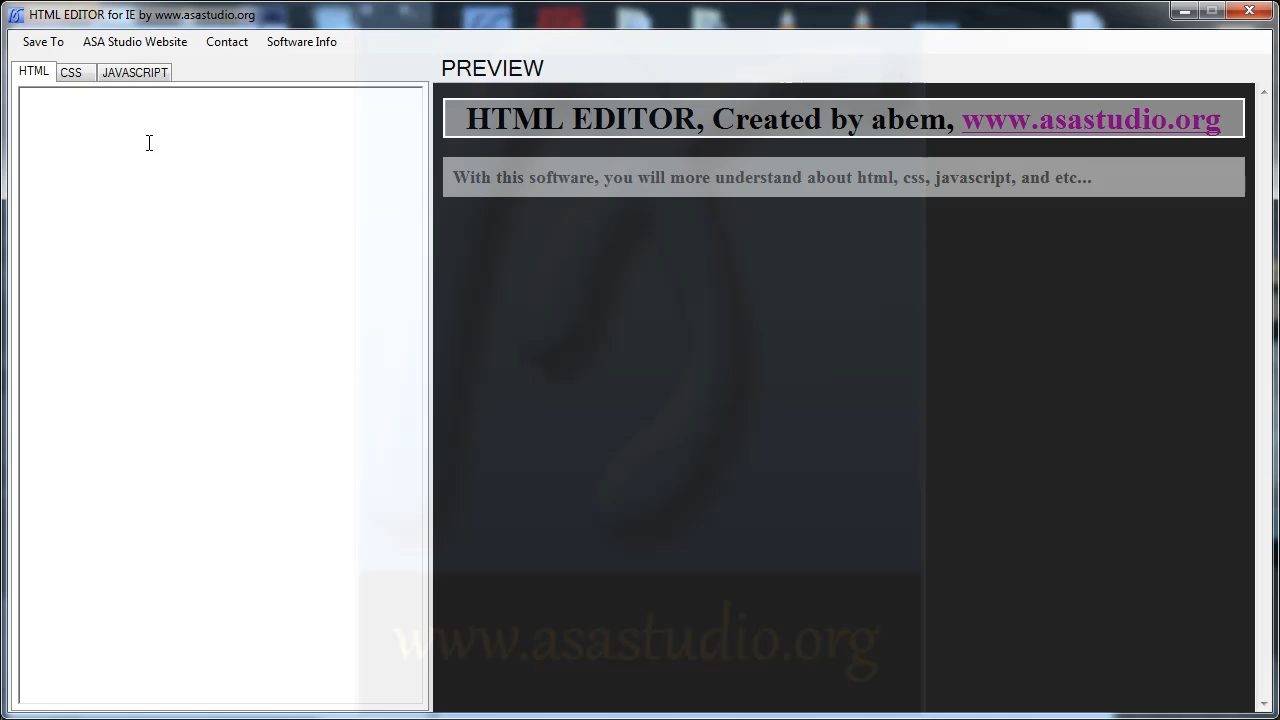 HTML EDITOR for IE by www.asastudio.org
Save To ASA Studio Website Contact Software Info
HTML CSS JAVASCRIPT
PREVIEW
HTML EDITOR, Created by abem, www.asastudio.org
With this software, you will more understand about html, css, javascript, and etc...
www.asastudio.org